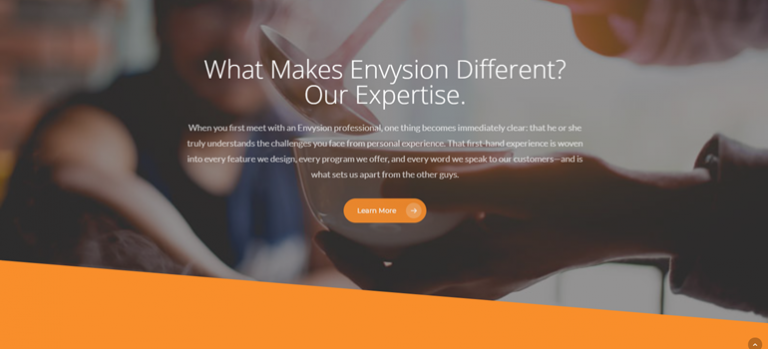 What Makes Envysion Different?
Our Expertise.
When you first meet with an Envysion professional, one thing becomes immediately clear: that he or she
truly understands the challenges you face from personal experience. That first-hand experience is woven
into every feature we design, every program we offer, and every word we speak to our customers—and is
what sets us apart from the other guys.
Learn More